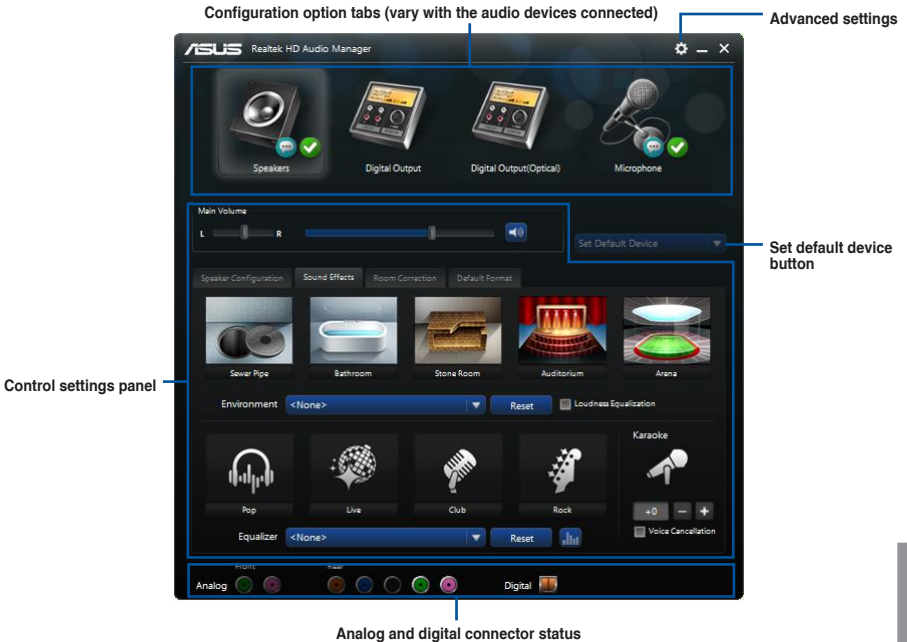 Configuration option tabs (vary with the audio devices connected)
Advanced settings
ASUS Realtek HD Audio Manager
Speakers
Digital Output
Digital Output(Optical)
Microphone
Main Volume
L R
Set Default Device
Set default device button
Speaker Configuration
Sound Effects
Room Correction
Default Format
Sewer Pipe
Bathroom
Stone Room
Auditorium
Arena
Control settings panel
Environment <None> Reset Loudness Equalization
Karaoke
Pop
Live
Club
Rock
+0 - +
Equalizer <None> Reset
Voice Cancellation
Front
Rear
Analog
Digital
Analog and digital connector status